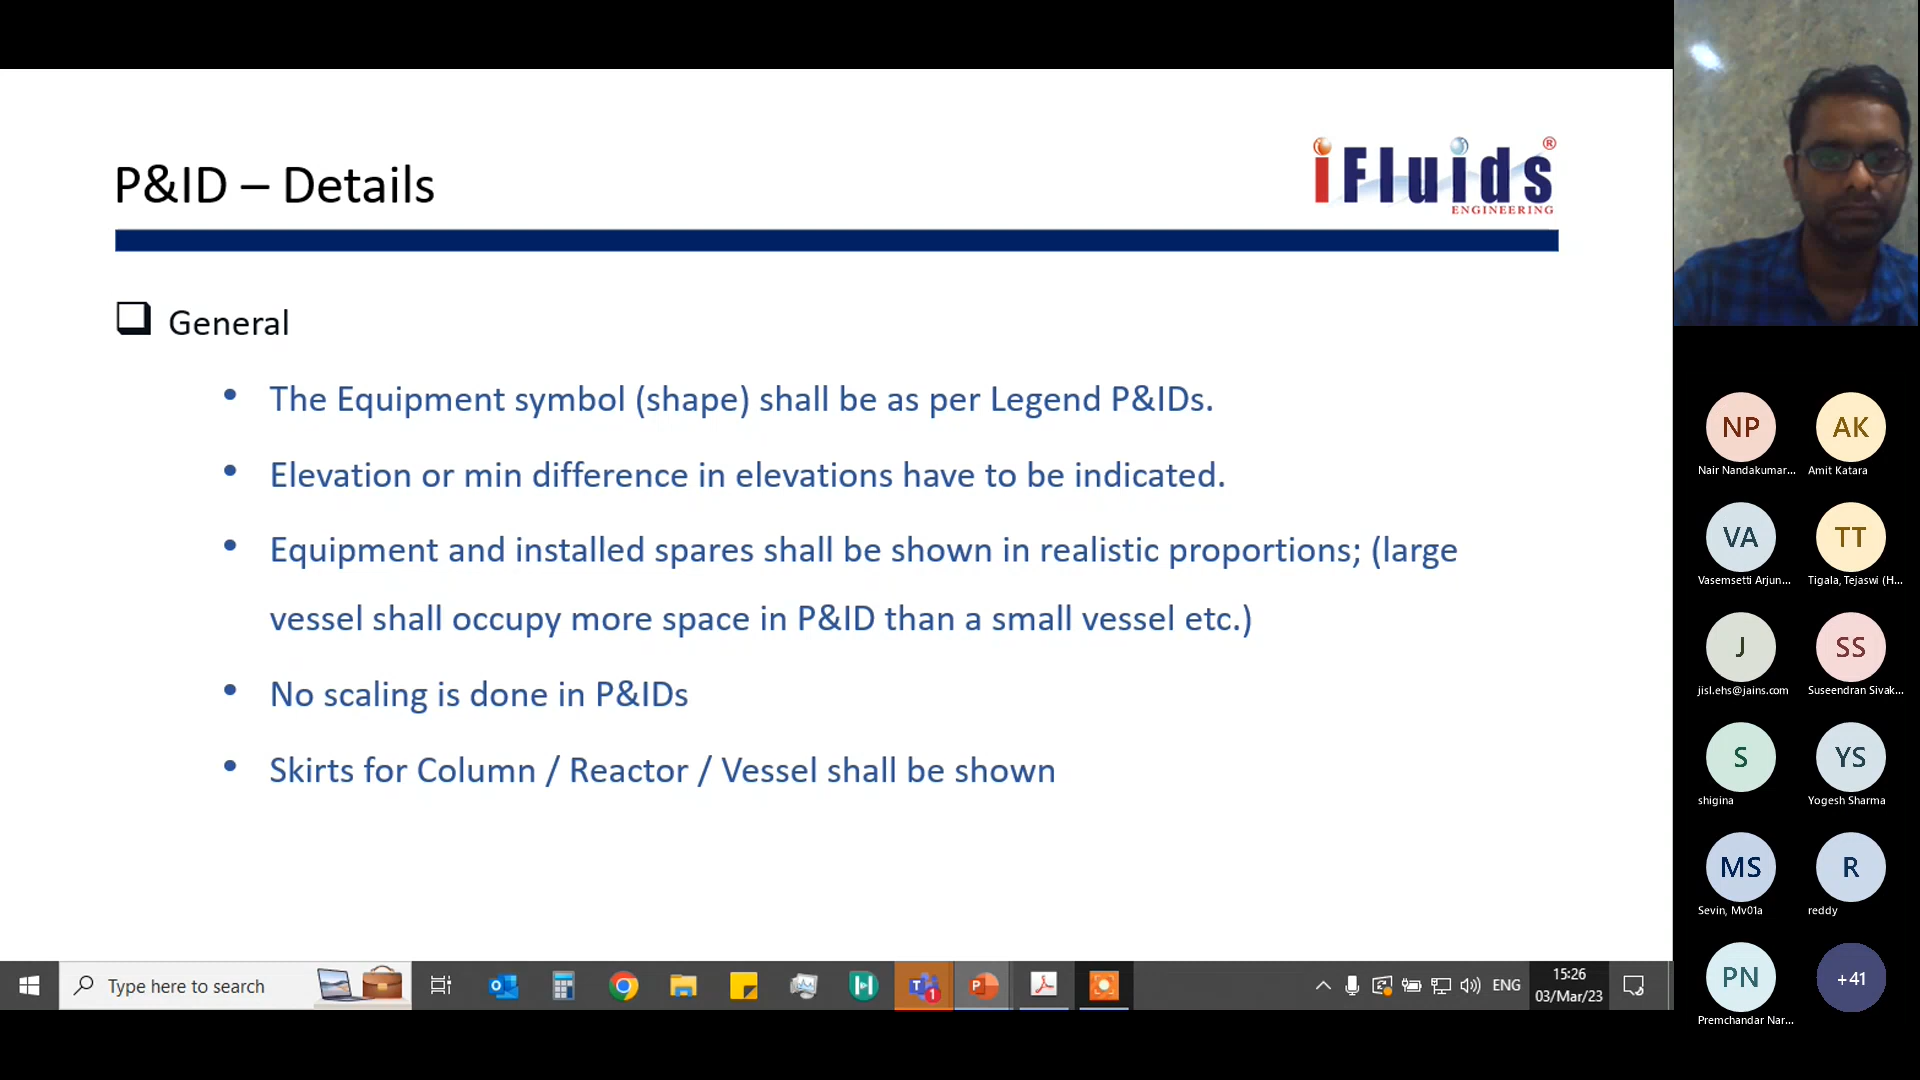 P&ID – Details
iFluids
®
ENGINEERING
General
• The Equipment symbol (shape) shall be as per Legend P&IDs.
• Elevation or min difference in elevations have to be indicated.
• Equipment and installed spares shall be shown in realistic proportions; (large
vessel shall occupy more space in P&ID than a small vessel etc.)
• No scaling is done in P&IDs
• Skirts for Column / Reactor / Vessel shall be shown
NP
AK
Nair Nandakumar...
Amit Katara
VA
TT
Vasemsetti Arjun...
Tigala, Tejaswi (H...
J
SS
jisl.ehs@jains.com
Suseendran Sivak...
S
YS
shigina
Yogesh Sharma
MS
R
Sevin, Mv01a
reddy
PN
+41
Premchandar Nar...
Type here to search
T
1
P
ENG
15:26
03/Mar/23